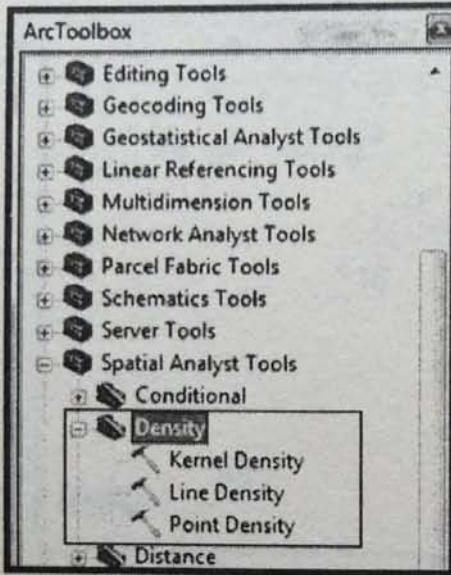 ArcToolbox
Editing Tools
Geocoding Tools
Geostatistical Analyst Tools
Linear Referencing Tools
Multidimension Tools
Network Analyst Tools
Parcel Fabric Tools
Schematics Tools
Server Tools
Spatial Analyst Tools
Conditional
Density
Kernel Density
Line Density
Point Density
Distance